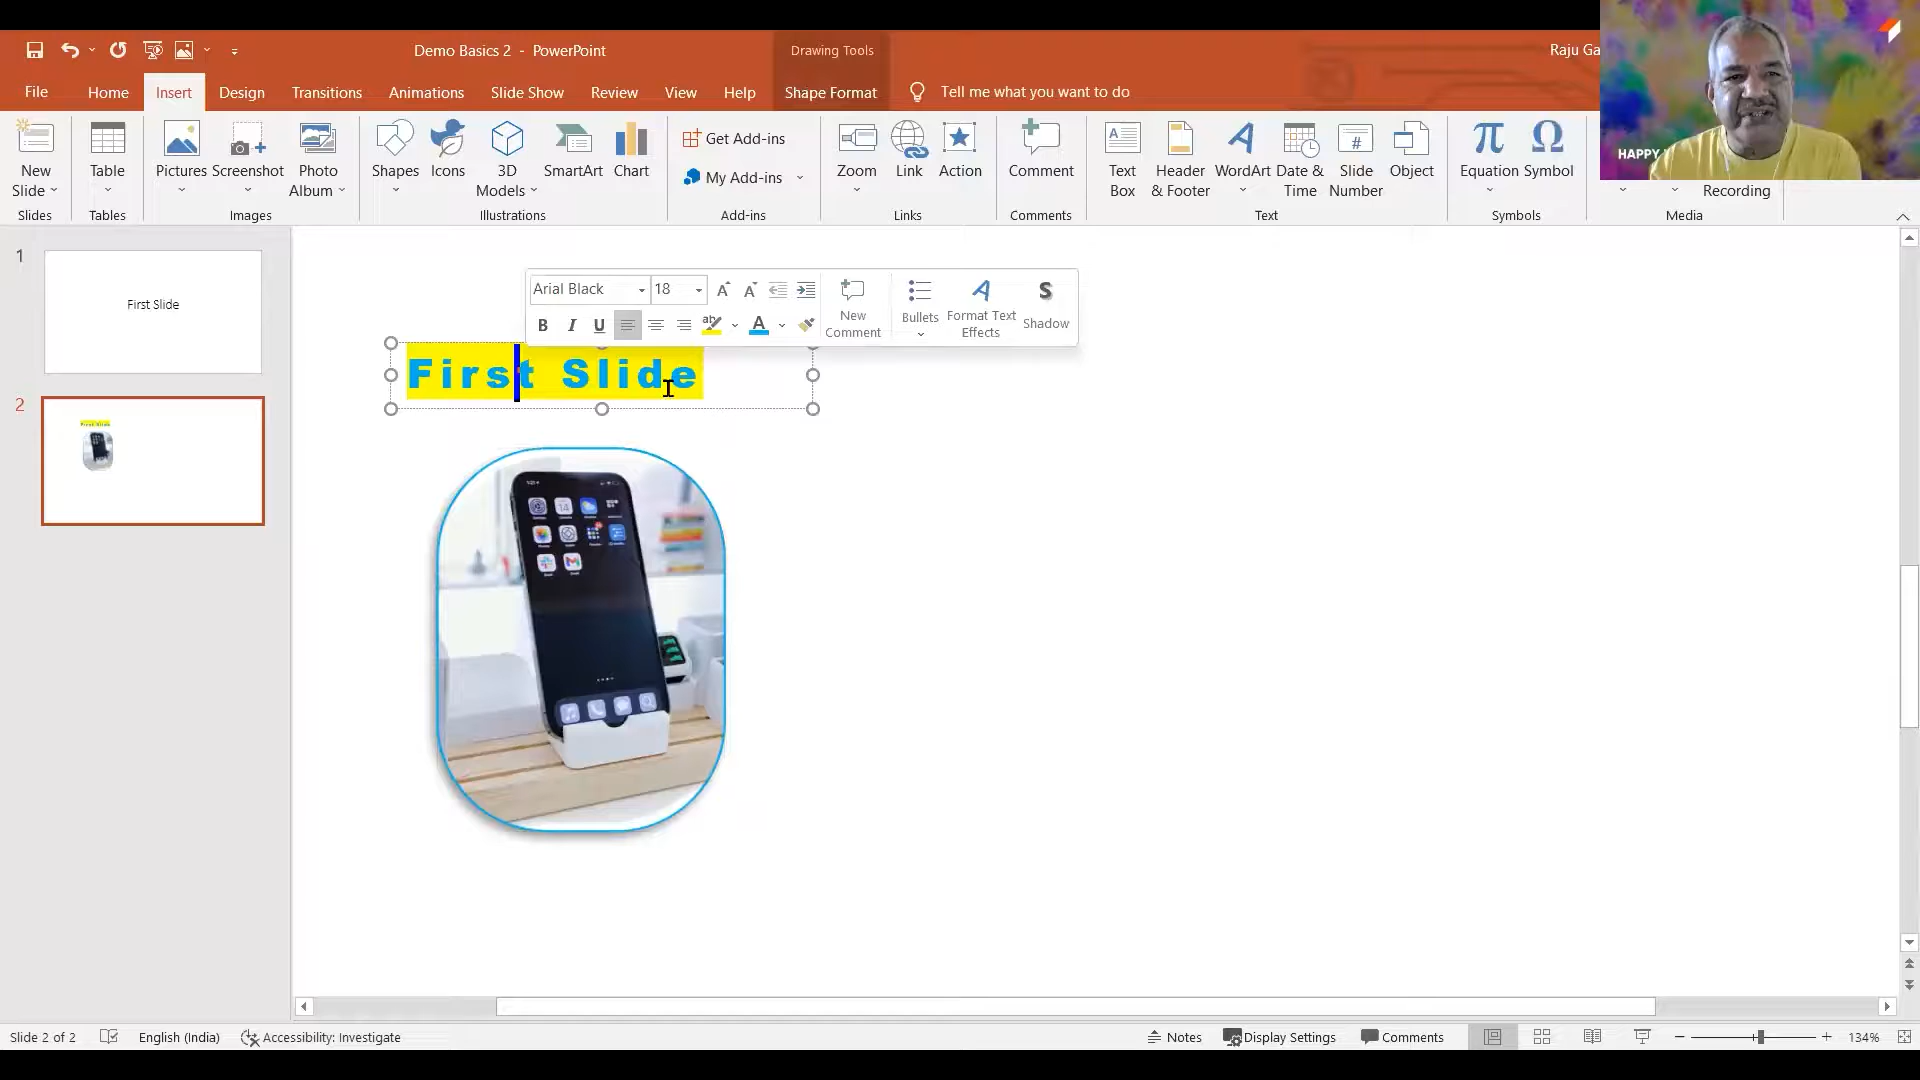 Demo Basics 2 - PowerPoint
Drawing Tools
Raju Ga
File Home Insert Design Transitions Animations Slide Show Review View Help Shape Format Tell me what you want to do
New Slide
Table
Pictures
Screenshot
Photo Album
Shapes
Icons
3D Models
SmartArt
Chart
Get Add-ins
My Add-ins
Zoom
Link
Action
Comment
Text Box
Header & Footer
WordArt
Date & Time
Slide Number
Object
Equation
Symbol
Recording
HAPPY
Slides Tables Images Illustrations Add-ins Links Comments Text Symbols Media
1
First Slide
2
First Slide
Arial Black 18
B I U
New Comment
Bullets
Format Text Effects
Shadow
First Slide
Slide 2 of 2 English (India) Accessibility: Investigate Notes Display Settings Comments 134%